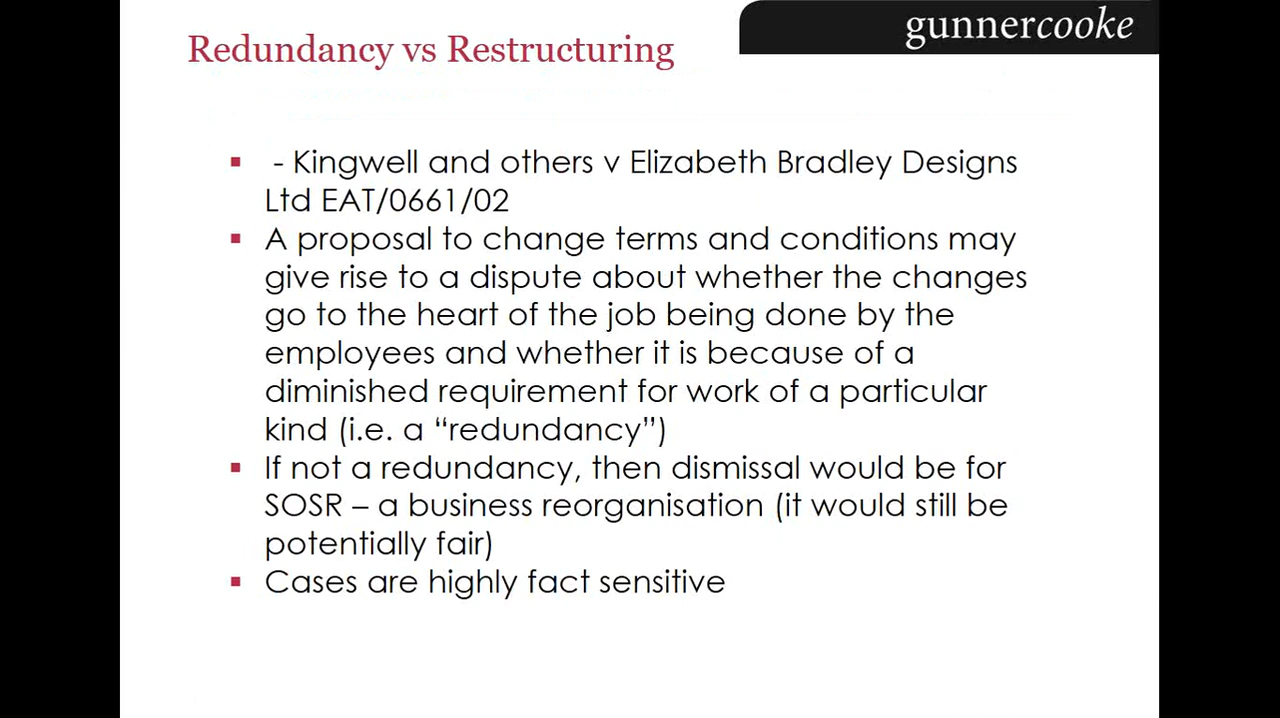 Redundancy vs Restructuring
gunnercooke
- Kingwell and others v Elizabeth Bradley Designs
Ltd EAT/0661/02
A proposal to change terms and conditions may
give rise to a dispute about whether the changes
go to the heart of the job being done by the
employees and whether it is because of a
diminished requirement for work of a particular
kind (i.e. a “redundancy”)
If not a redundancy, then dismissal would be for
SOSR – a business reorganisation (it would still be
potentially fair)
Cases are highly fact sensitive